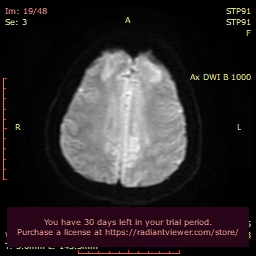 Im: 19/48
Se: 3
A
STP91
STP91
F
Ax DWI B 1000
R
L
You have 30 days left in your trial period.
Purchase a license at https://radiantviewer.com/store/